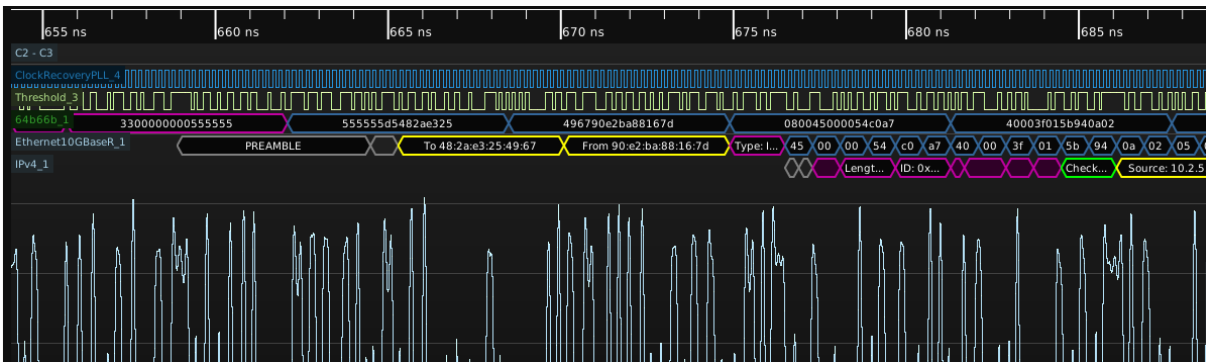 655 ns 660 ns 665 ns 670 ns 675 ns 680 ns 685 ns
C2 - C3
ClockRecoveryPLL_4
Threshold_3
64b66b_1 3300000000555555 555555d5482ae325 496790e2ba88167d 080045000054c0a7 40003f015b940a02
Ethernet10GBaseR_1 PREAMBLE To 48:2a:e3:25:49:67 From 90:e2:ba:88:16:7d Type: I... 45 00 00 54 c0 a7 40 00 3f 01 5b 94 0a 02 05
IPv4_1 Lengt... ID: 0x... Check... Source: 10.2.5